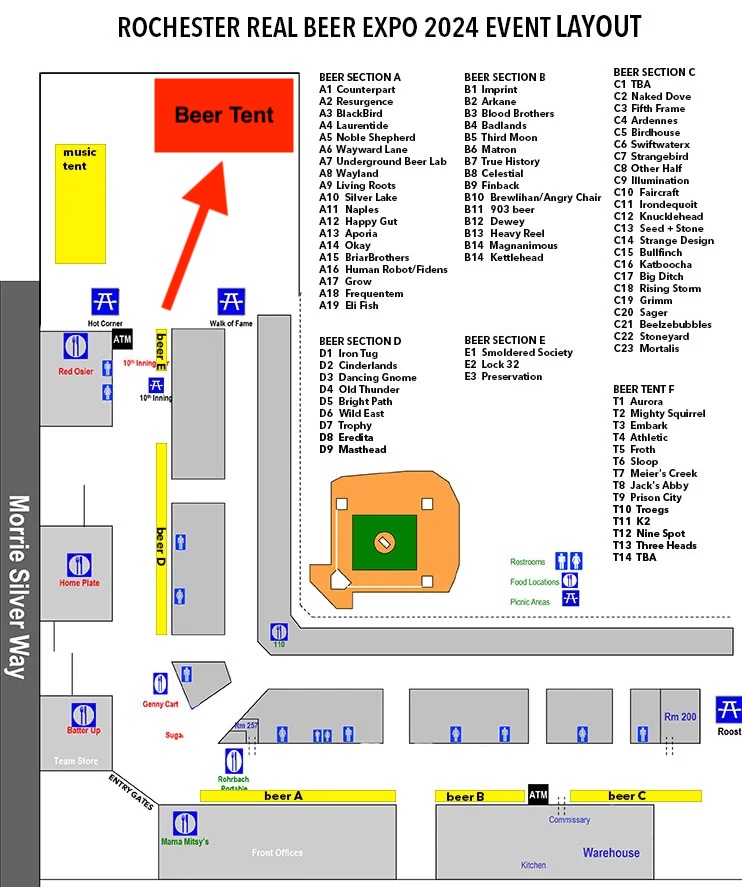 ROCHESTER REAL BEER EXPO 2024 EVENT LAYOUT
Beer Tent
music
tent
BEER SECTION A
A1 Counterpart
A2 Resurgence
A3 BlackBird
A4 Laurentide
A5 Noble Shepherd
A6 Wayward Lane
A7 Underground Beer Lab
A8 Wayland
A9 Living Roots
A10 Silver Lake
A11 Naples
A12 Happy Gut
A13 Aporia
A14 Okay
A15 BriarBrothers
A16 Human Robot/Fidens
A17 Grow
A18 Frequentem
A19 Eli Fish
BEER SECTION B
B1 Imprint
B2 Arkane
B3 Blood Brothers
B4 Badlands
B5 Third Moon
B6 Matron
B7 True History
B8 Celestial
B9 Finback
B10 Brewlihan/Angry Chair
B11 903 beer
B12 Dewey
B13 Heavy Reel
B14 Magnanimous
B14 Kettlehead
BEER SECTION C
C1 TBA
C2 Naked Dove
C3 Fifth Frame
C4 Ardennes
C5 Birdhouse
C6 Swiftwaterx
C7 Strangebird
C8 Other Half
C9 Illumination
C10 Faircraft
C11 Irondequoit
C12 Knucklehead
C13 Seed + Stone
C14 Strange Design
C15 Bullfinch
C16 Katboocha
C17 Big Ditch
C18 Rising Storm
C19 Grimm
C20 Sager
C21 Beelzebubbles
C22 Stoneyard
C23 Mortalis
BEER SECTION D
D1 Iron Tug
D2 Cinderlands
D3 Dancing Gnome
D4 Old Thunder
D5 Bright Path
D6 Wild East
D7 Trophy
D8 Eredita
D9 Masthead
BEER SECTION E
E1 Smoldered Society
E2 Lock 32
E3 Preservation
BEER TENT F
T1 Aurora
T2 Mighty Squirrel
T3 Embark
T4 Athletic
T5 Froth
T6 Sloop
T7 Meier's Creek
T8 Jack's Abby
T9 Prison City
T10 Troegs
T11 K2
T12 Nine Spot
T13 Three Heads
T14 TBA
Hot Corner
Walk of Fame
ATM
Red Osier
beer E
10th Inning
10th Inning
beer D
Morrie Silver Way
Home Plate
Restrooms
Food Locations
Picnic Areas
110
Genny Cart
Batter Up
Team Store
Suga
Rm 257
Rohrbach
Portable
Rm 200
Roost
ENTRY GATES
beer A
beer B
ATM
beer C
Mama Mitsy's
Front Offices
Commissary
Warehouse
Kitchen